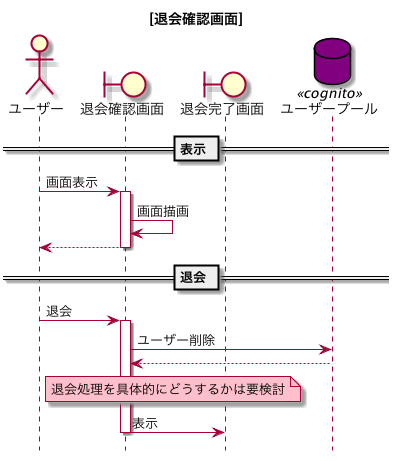 [退会確認画面]
ユーザー
退会確認画面
退会完了画面
«cognito»
ユーザープール
表示
画面表示
画面描画
退会
退会
ユーザー削除
退会処理を具体的にどうするかは要検討
表示